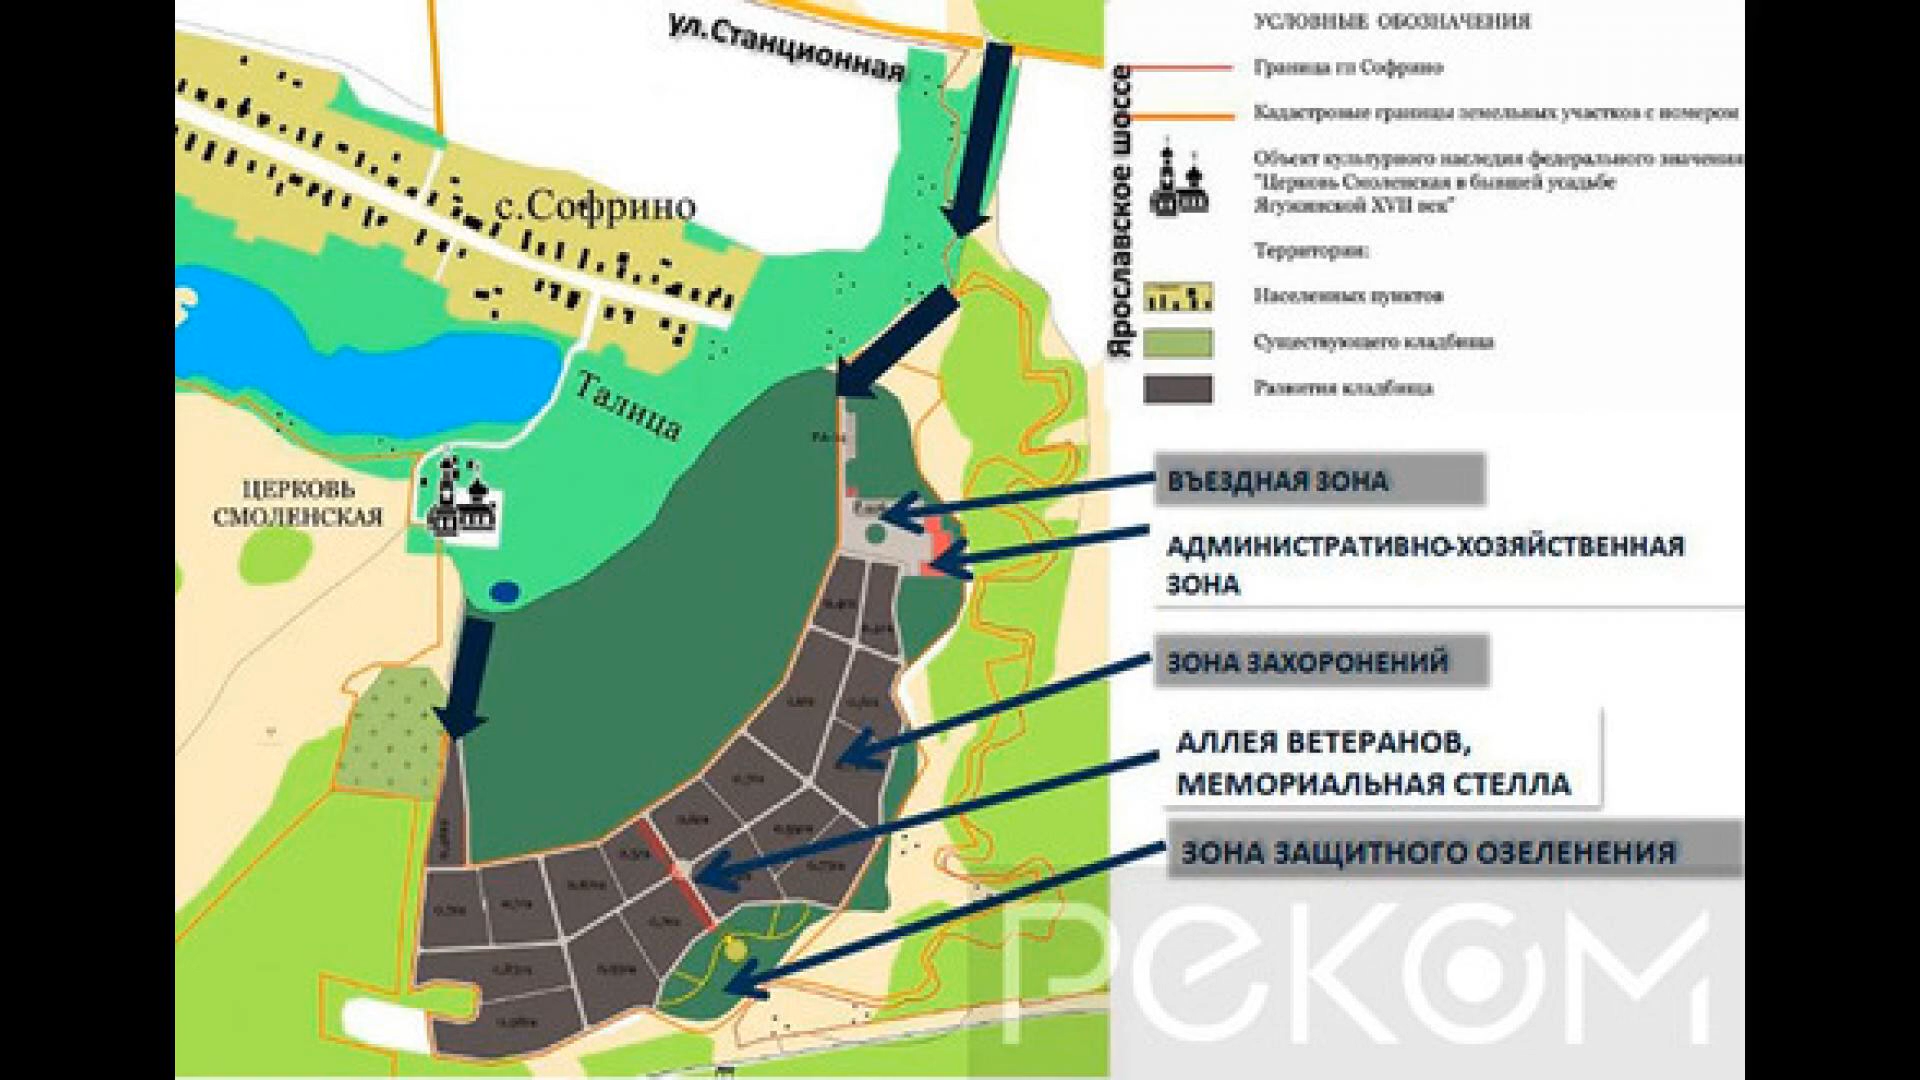 ул.Станционная
УСЛОВНЫЕ ОБОЗНАЧЕНИЯ
Граница гп Софрино
Кадастровые границы земельных участков с номером
Ярославское шоссе
Объект культурного наследия федерального значения
"Церковь Смоленская в бывшей усадьбе
Ягужинской XVII век"
Территории:
Населенных пунктов
Существующего кладбища
Развития кладбища
с.Софрино
Талица
ЦЕРКОВЬ
СМОЛЕНСКАЯ
ВЪЕЗДНАЯ ЗОНА
АДМИНИСТРАТИВНО-ХОЗЯЙСТВЕННАЯ
ЗОНА
ЗОНА ЗАХОРОНЕНИЙ
АЛЛЕЯ ВЕТЕРАНОВ,
МЕМОРИАЛЬНАЯ СТЕЛЛА
ЗОНА ЗАЩИТНОГО ОЗЕЛЕНЕНИЯ
РЕКОМ